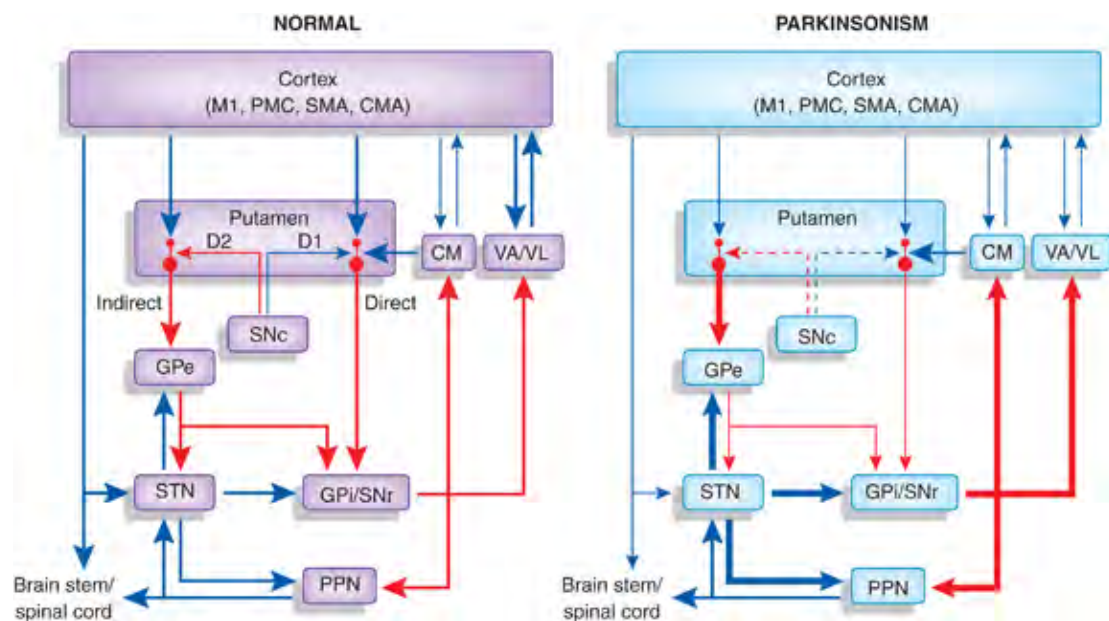 NORMAL
Cortex
(M1, PMC, SMA, CMA)
Putamen
D2
D1
CM
VA/VL
Indirect
Direct
SNc
GPe
STN
GPi/SNr
PPN
Brain stem/
spinal cord
PARKINSONISM
Cortex
(M1, PMC, SMA, CMA)
Putamen
CM
VA/VL
SNc
GPe
STN
GPi/SNr
PPN
Brain stem/
spinal cord